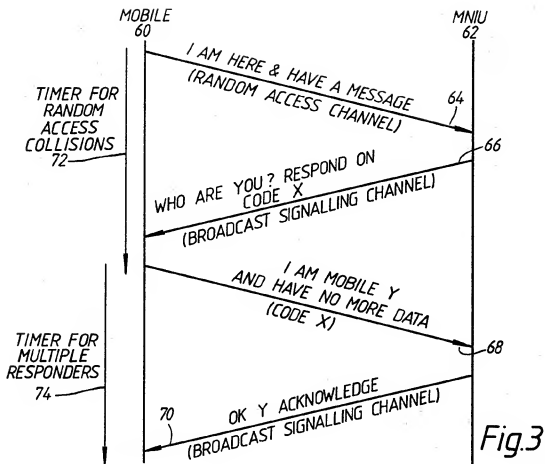 MOBILE
60
MNIU
62
I AM HERE & HAVE A MESSAGE
(RANDOM ACCESS CHANNEL)
64
TIMER FOR
RANDOM
ACCESS
COLLISIONS
72
66
WHO ARE YOU? RESPOND ON
CODE X
(BROADCAST SIGNALLING CHANNEL)
I AM MOBILE Y
AND HAVE NO MORE DATA
(CODE X)
68
TIMER FOR
MULTIPLE
RESPONDERS
74
70
OK Y ACKNOWLEDGE
(BROADCAST SIGNALLING CHANNEL)
Fig.3